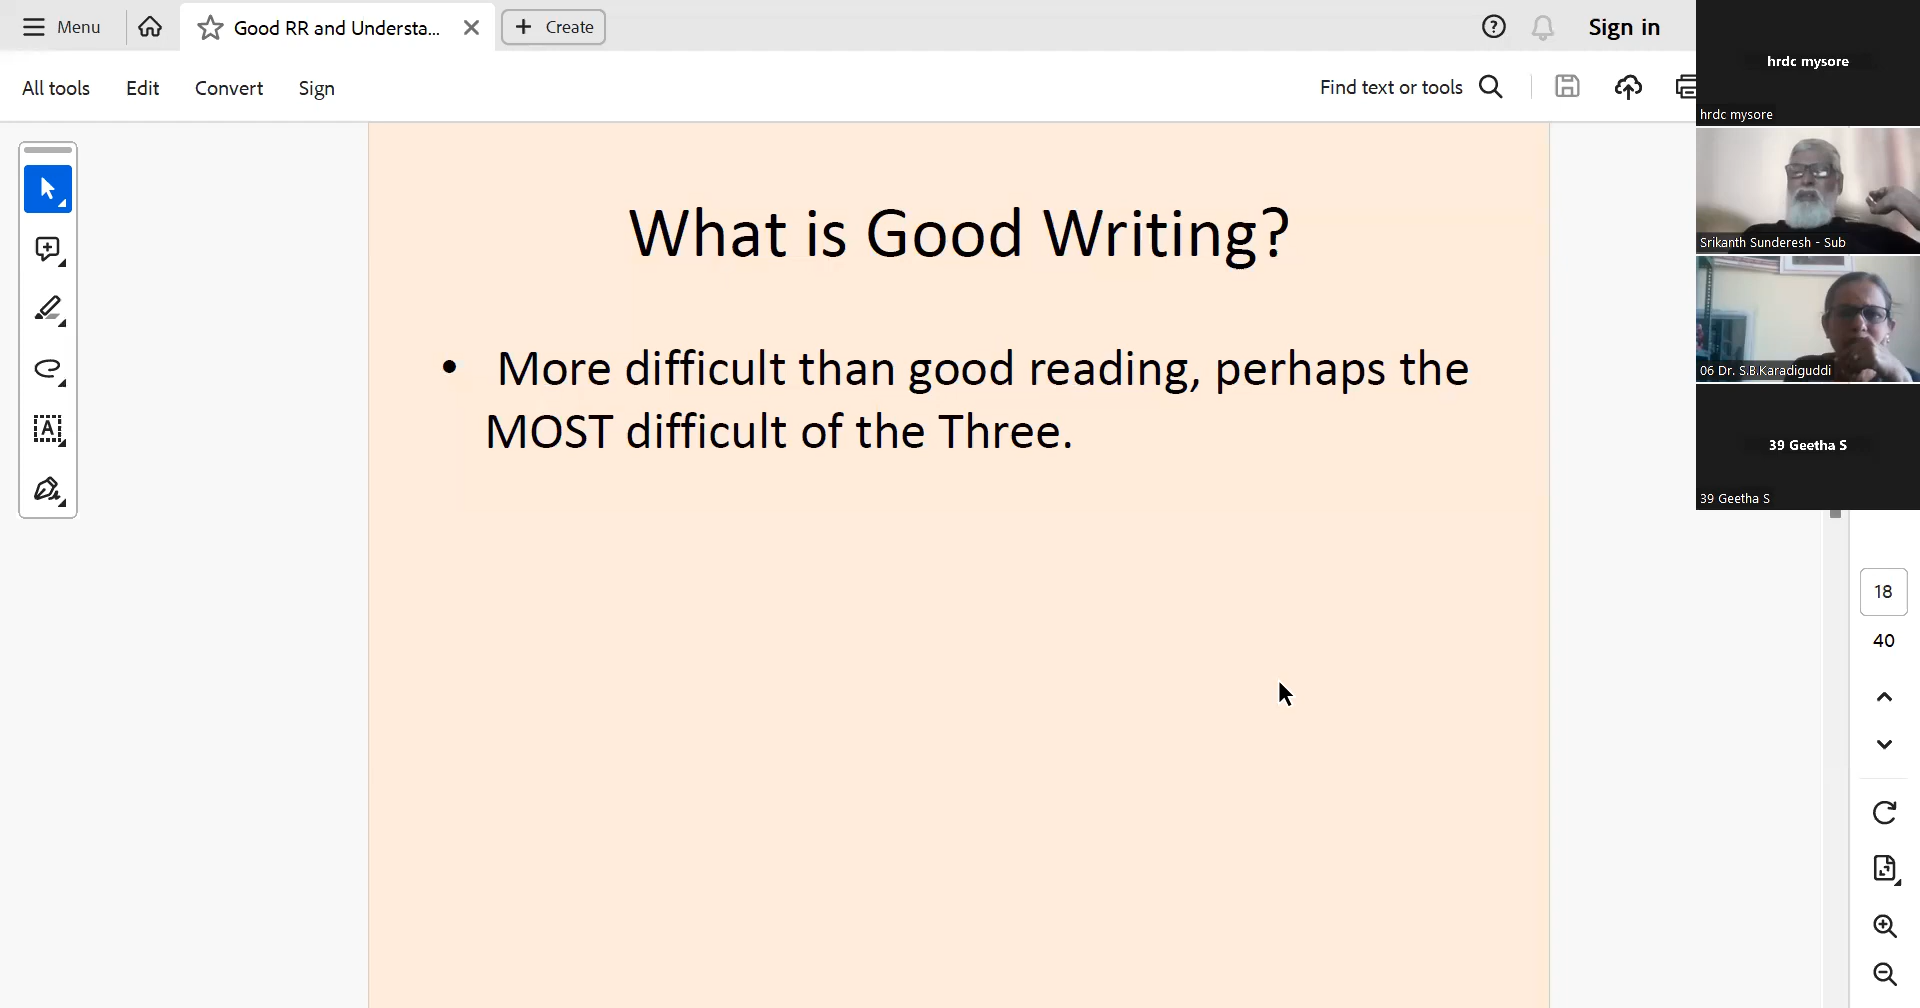 Menu
Good RR and Understa...
Create
Sign in
All tools
Edit
Convert
Sign
Find text or tools
hrdc mysore
hrdc mysore
Srikanth Sunderesh - Sub
06 Dr. S.B.Karadiguddi
39 Geetha S
39 Geetha S
What is Good Writing?
• More difficult than good reading, perhaps the
MOST difficult of the Three.
A
18
40